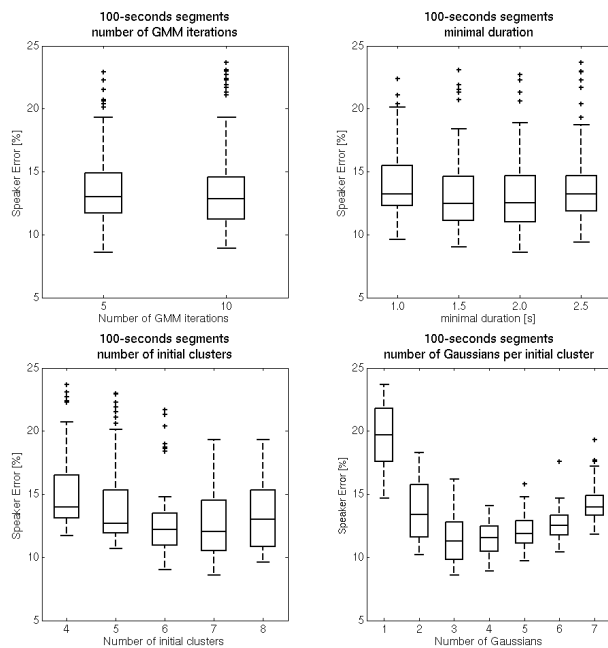 100-seconds segments
number of GMM iterations
25
20
15
10
5
Speaker Error [%]
5
10
Number of GMM iterations
100-seconds segments
minimal duration
25
20
15
10
5
Speaker Error [%]
1.0
1.5
2.0
2.5
minimal duration [s]
100-seconds segments
number of initial clusters
25
20
15
10
5
Speaker Error [%]
4
5
6
7
8
Number of initial clusters
100-seconds segments
number of Gaussians per initial cluster
25
20
15
10
5
Speaker Error [%]
1
2
3
4
5
6
7
Number of Gaussians